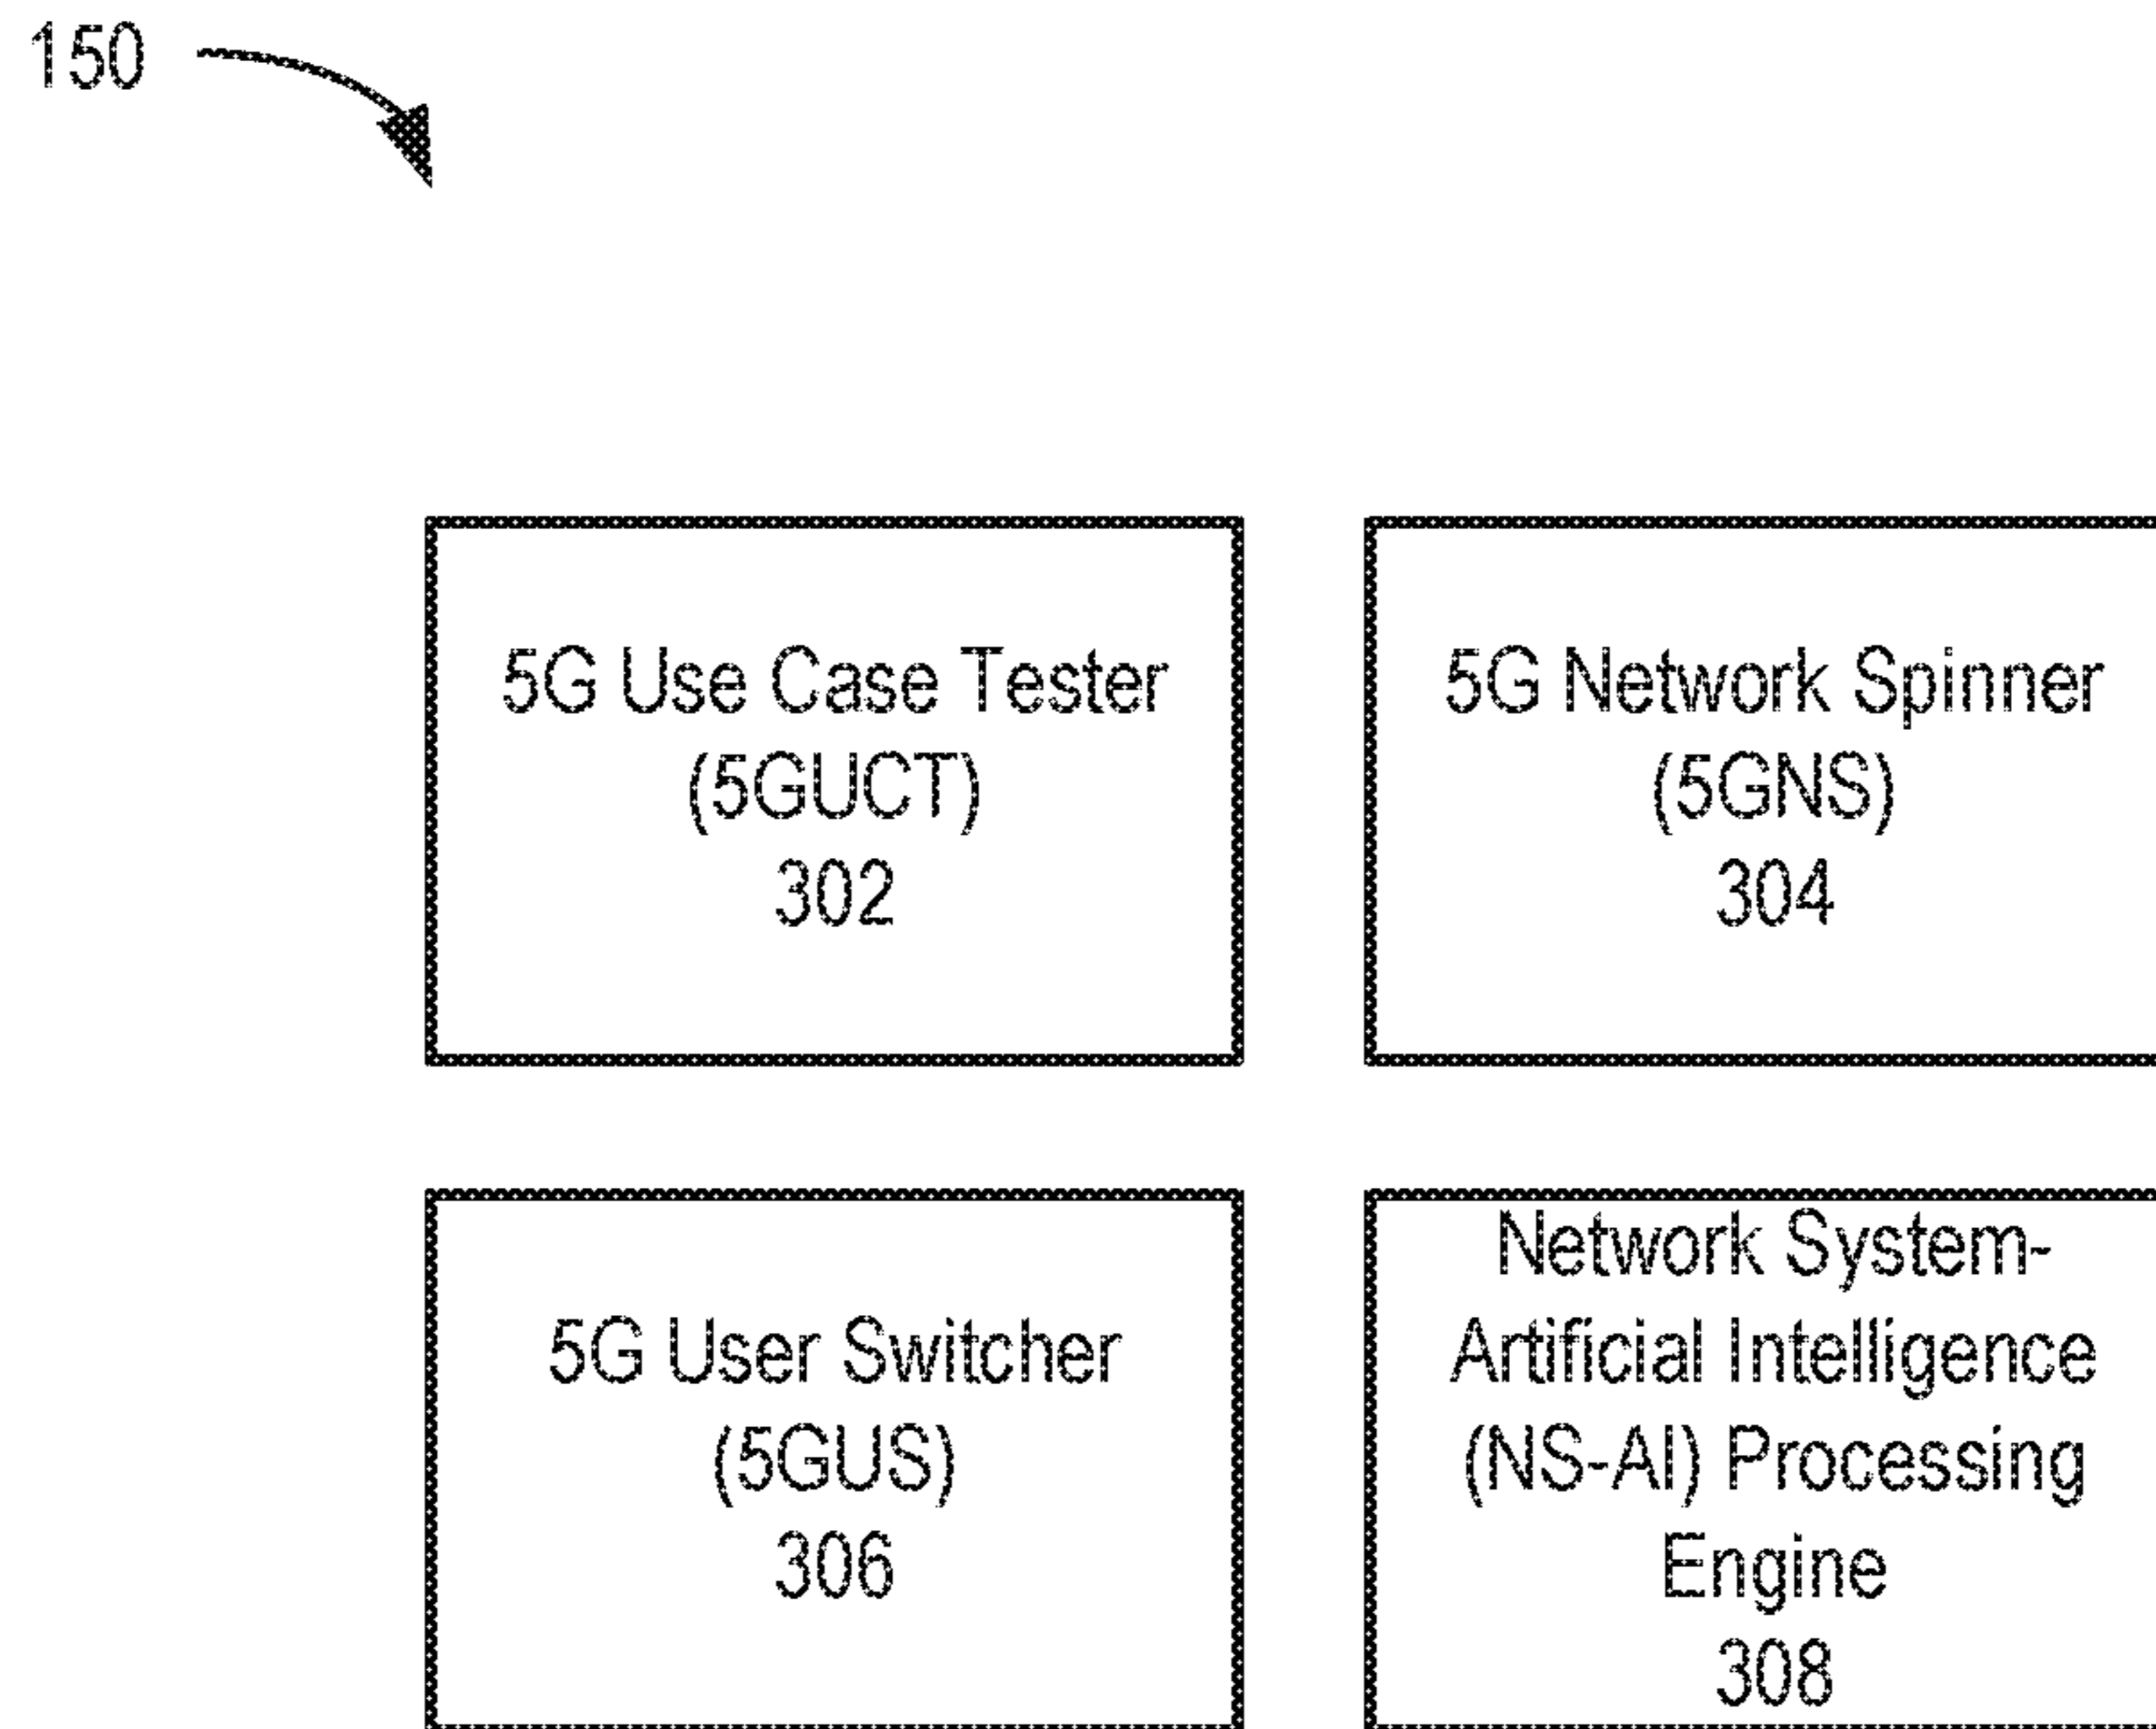 150
5G Use Case Tester
(5GUCT)
302
5G Network Spinner
(5GNS)
304
5G User Switcher
(5GUS)
306
Network System-
Artificial Intelligence
(NS-AI) Processing
Engine
308